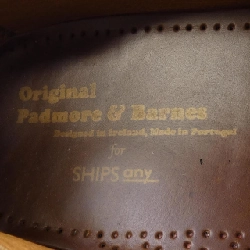 Original
Padmore & Barnes
Designed in Ireland, Made in Portugal
for
SHIPS any